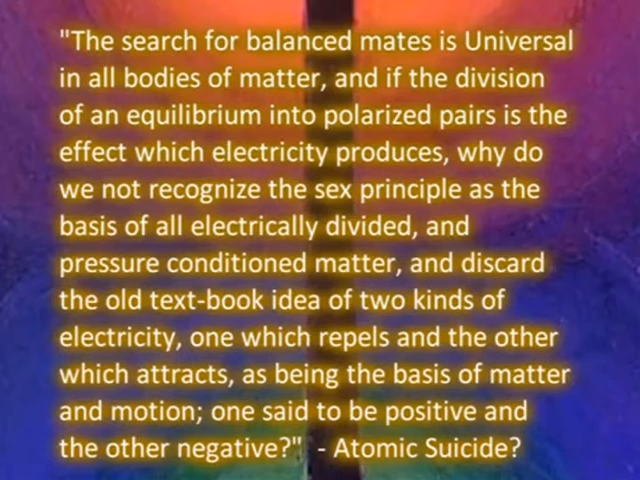 "The search for balanced mates is Universal
in all bodies of matter, and if the division
of an equilibrium into polarized pairs is the
effect which electricity produces, why do
we not recognize the sex principle as the
basis of all electrically divided, and
pressure conditioned matter, and discard
the old text-book idea of two kinds of
electricity, one which repels and the other
which attracts, as being the basis of matter
and motion; one said to be positive and
the other negative?" - Atomic Suicide?